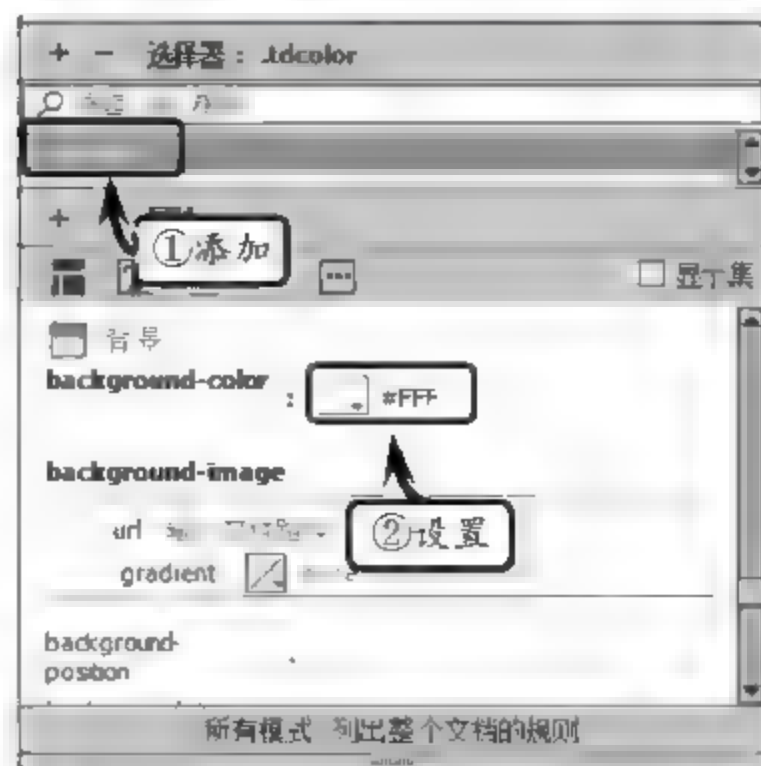 + - 选择器： .tdcolor
①添加
显示集
背景
background-color : #FFF
background-image
②设置
url
gradient
background-
position
所有模式 列出整个文档的规则